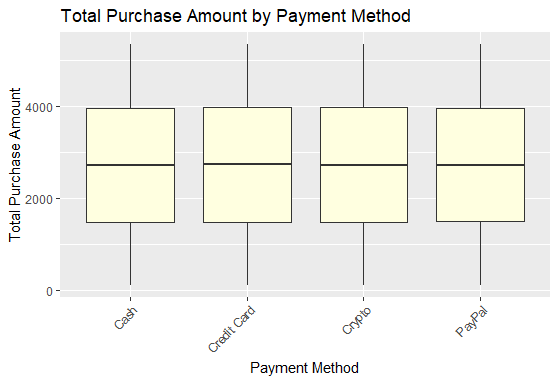 Total Purchase Amount by Payment Method
Total Purchase Amount
4000
2000
0
Cash
Credit Card
Crypto
PayPal
Payment Method